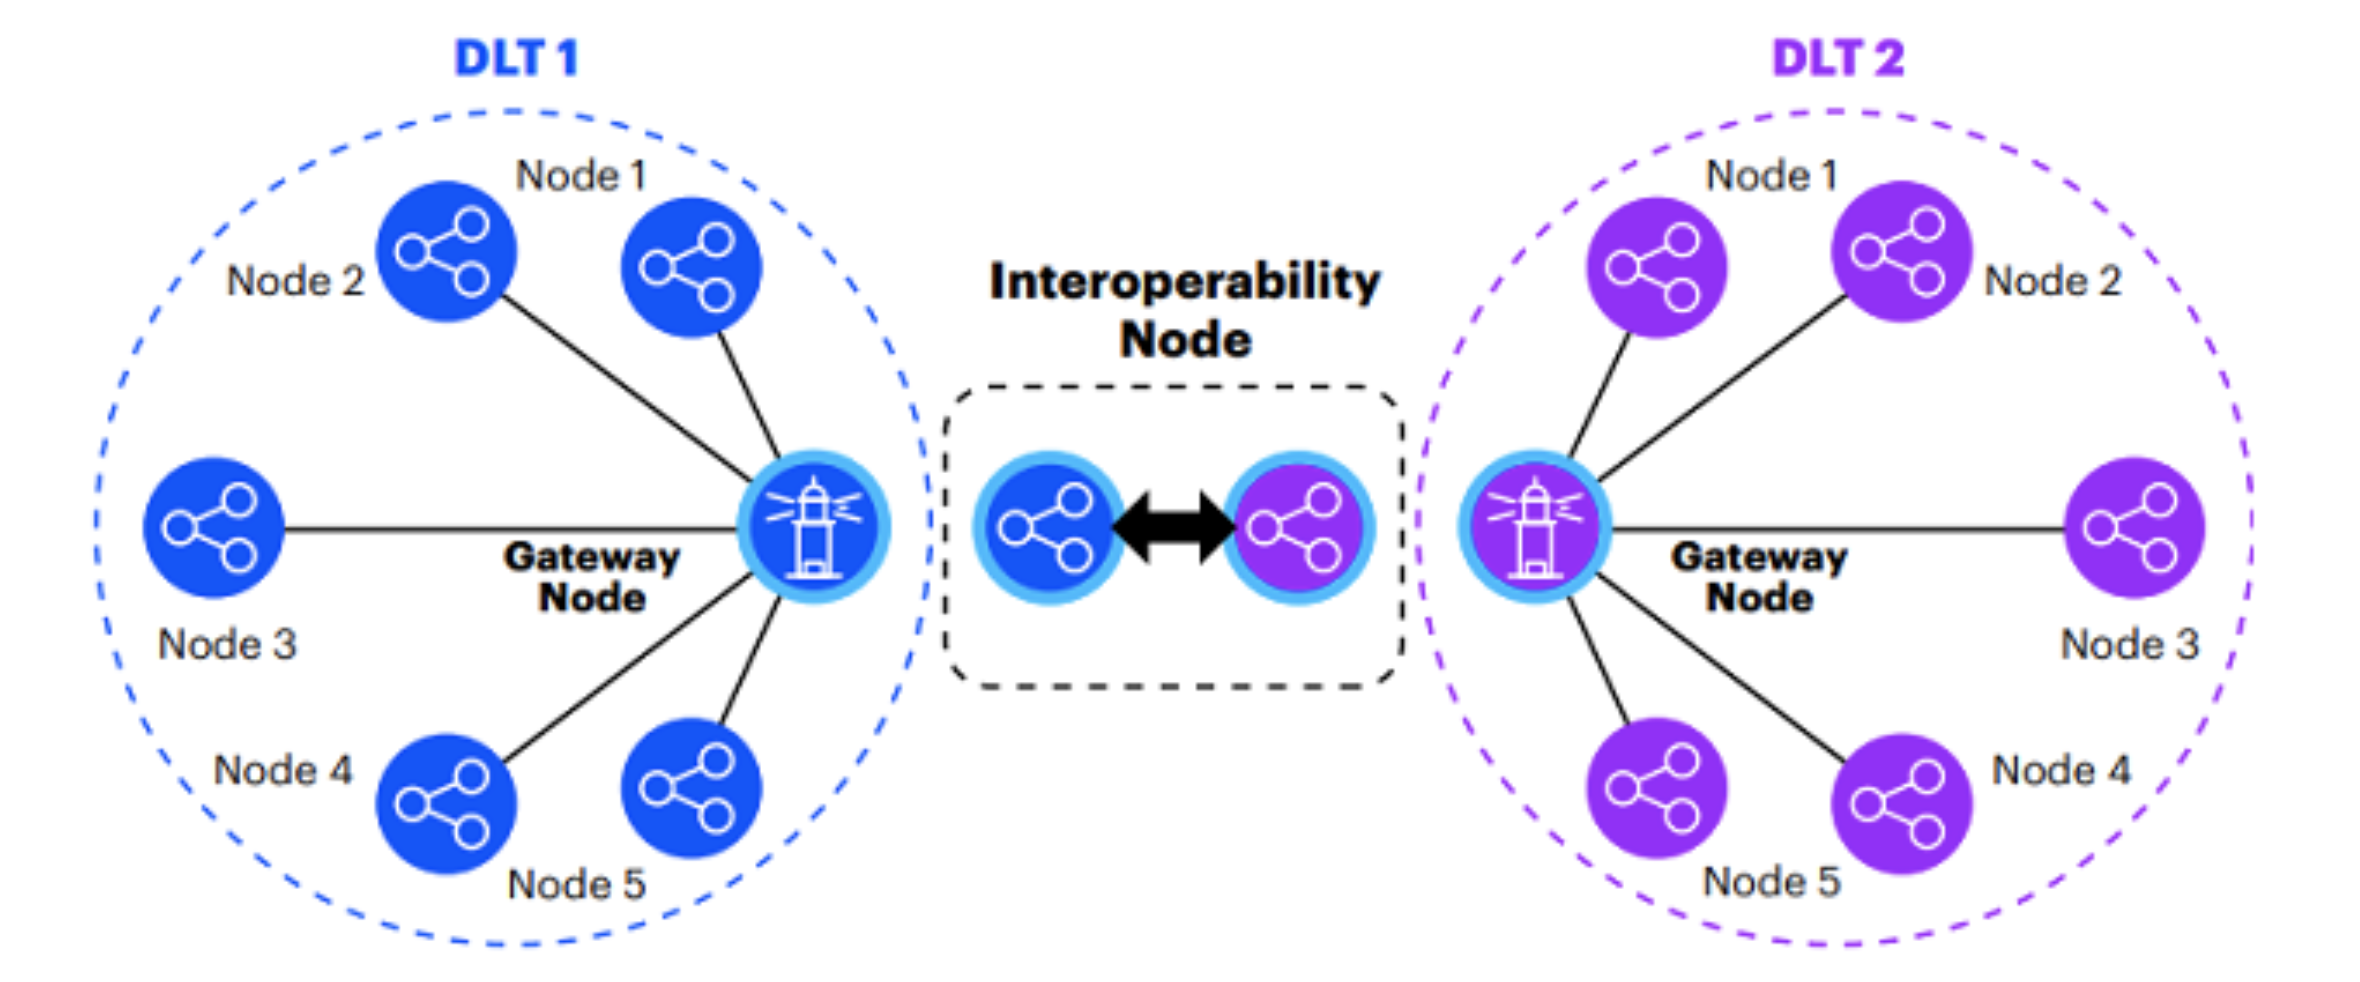 DLT 1
Node 1
Node 2
Node 3
Gateway
Node
Node 4
Node 5
Interoperability
Node
DLT 2
Node 1
Node 2
Gateway
Node
Node 3
Node 4
Node 5